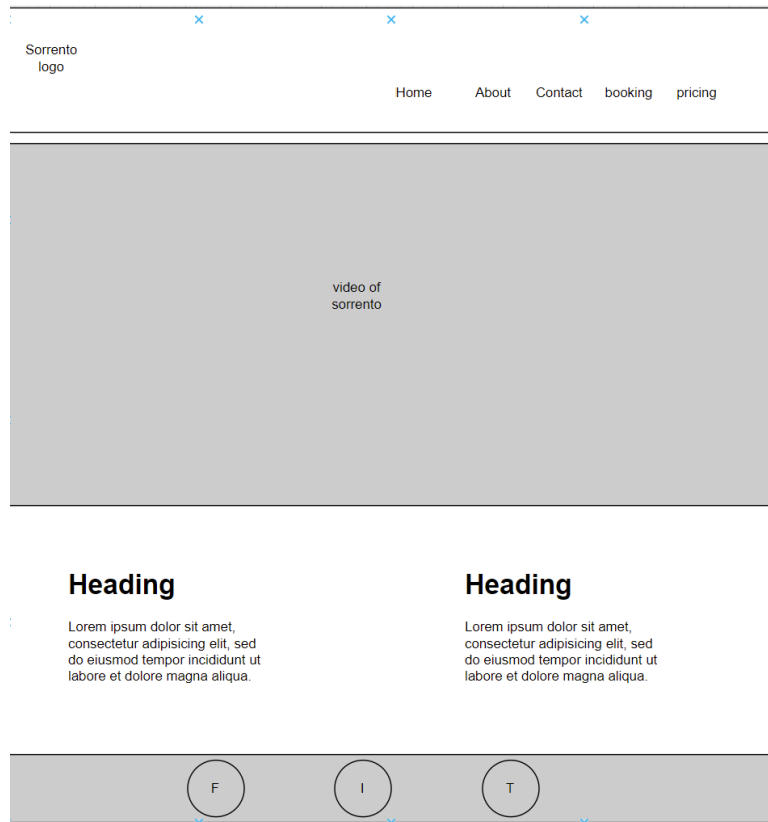 Sorrento
logo
Home About Contact booking pricing
video of
sorrento
Heading
Lorem ipsum dolor sit amet,
consectetur adipisicing elit, sed
do eiusmod tempor incididunt ut
labore et dolore magna aliqua.
Heading
Lorem ipsum dolor sit amet,
consectetur adipisicing elit, sed
do eiusmod tempor incididunt ut
labore et dolore magna aliqua.
F I T